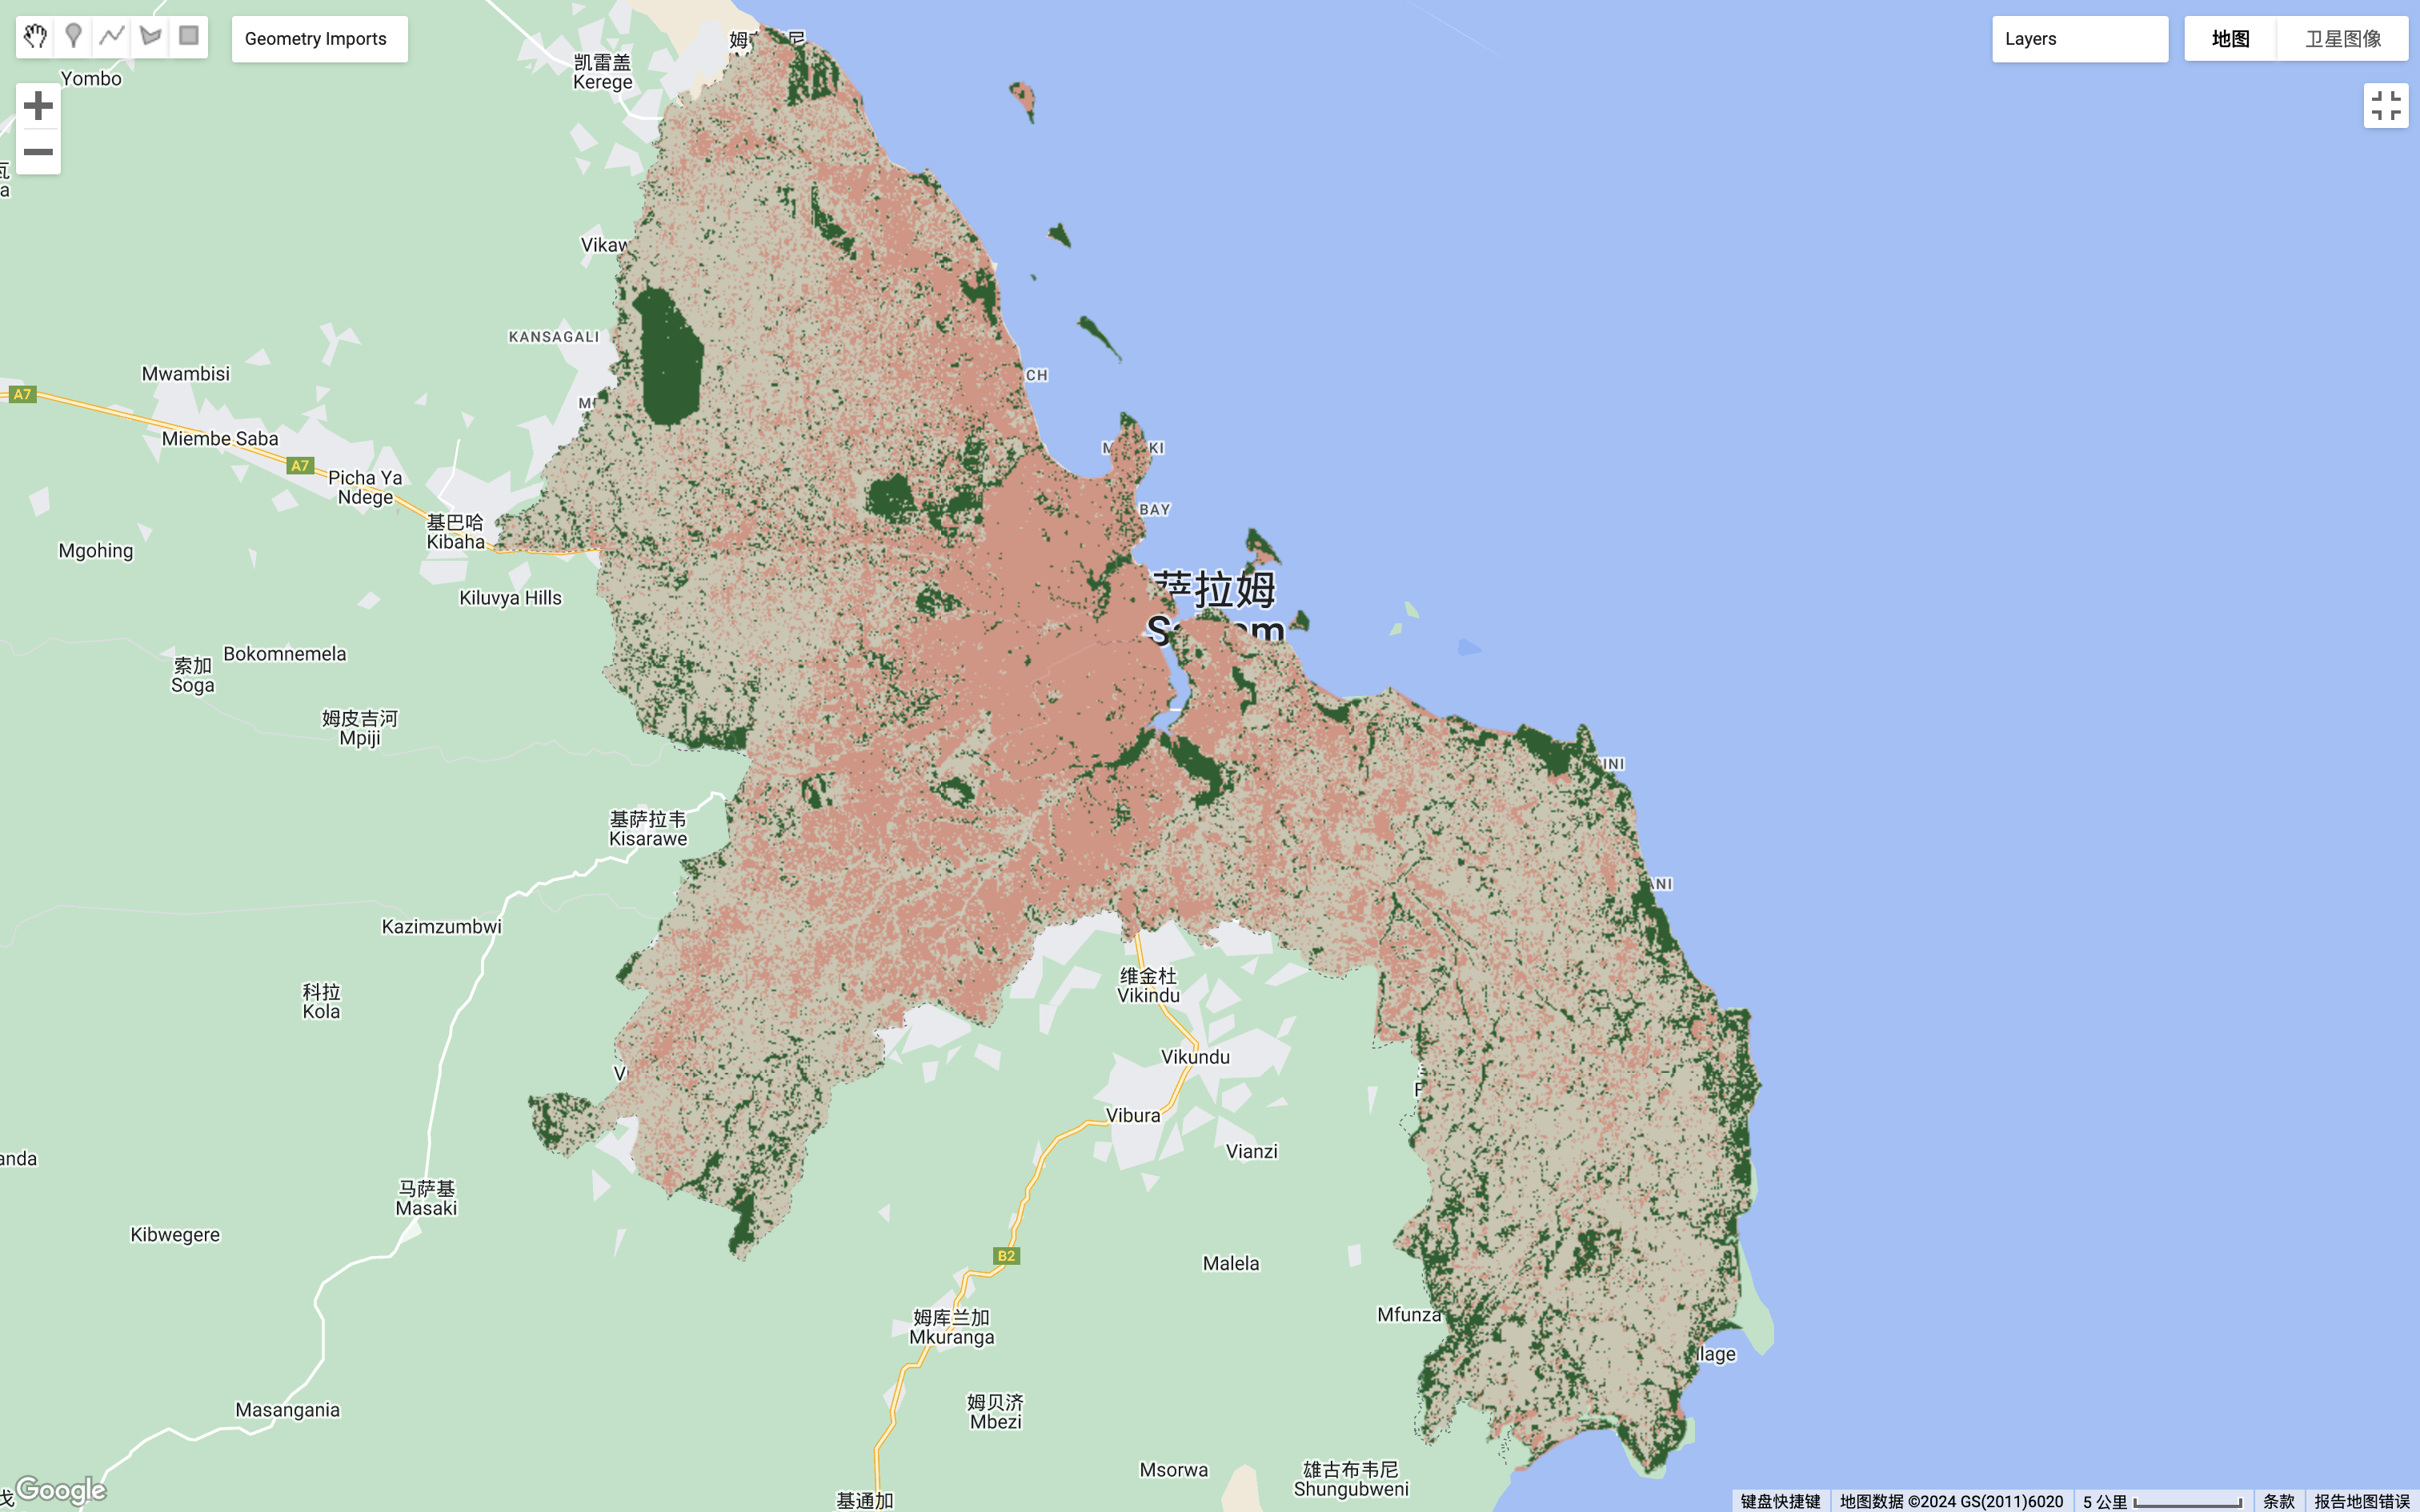 Geometry Imports
Layers
地图
卫星图像
凯雷盖
Kerege
Yombo
KANSAGALI
Mwambisi
A7
CH
Miembe Saba
A7
Picha Ya
Ndege
BAY
基巴哈
Kibaha
Mgohing
萨拉姆
Kiluvya Hills
Bokomnemela
索加
Soga
姆皮吉河
Mpiji
INI
基萨拉韦
Kisarawe
ANI
Kazimzumbwi
维金杜
Vikindu
科拉
Kola
Vikundu
Vibura
Vianzi
anda
马萨基
Masaki
Kibwegere
B2
Malela
姆库兰加
Mkuranga
Mfunza
llage
姆贝济
Mbezi
Masangania
Msorwa
雄古布韦尼
Shungubweni
Google
基通加
键盘快捷键
地图数据 ©2024 GS(2011)6020
5 公里
条款
报告地图错误